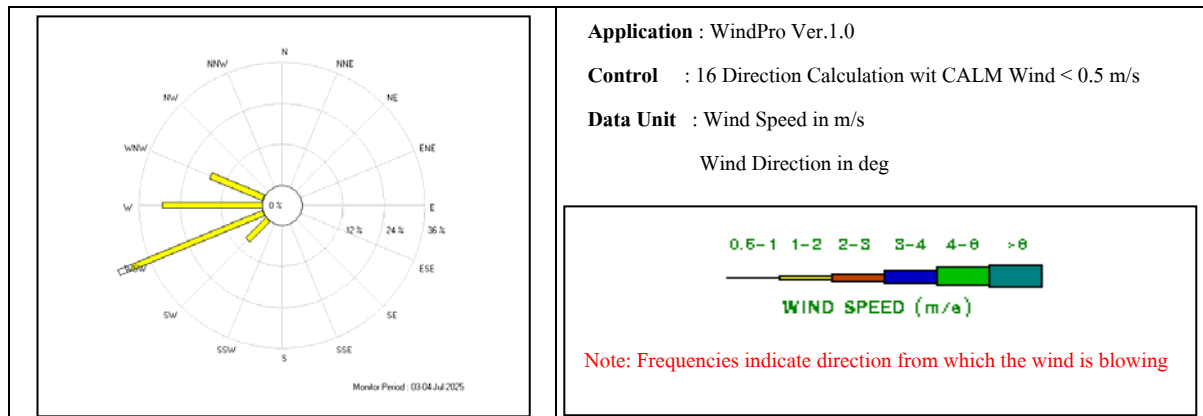 N
NNW
NNE
NW
NE
WNW
ENE
W
0 %
E
12 %
24 %
36 %
ESE
SW
SE
SSW
SSE
S
Monitor Period : 03-04 Jul 2025
Application : WindPro Ver.1.0
Control : 16 Direction Calculation wit CALM Wind < 0.5 m/s
Data Unit : Wind Speed in m/s
Wind Direction in deg
0.5-1 1-2 2-3 3-4 4-6 >6
WIND SPEED (m/s)
Note: Frequencies indicate direction from which the wind is blowing